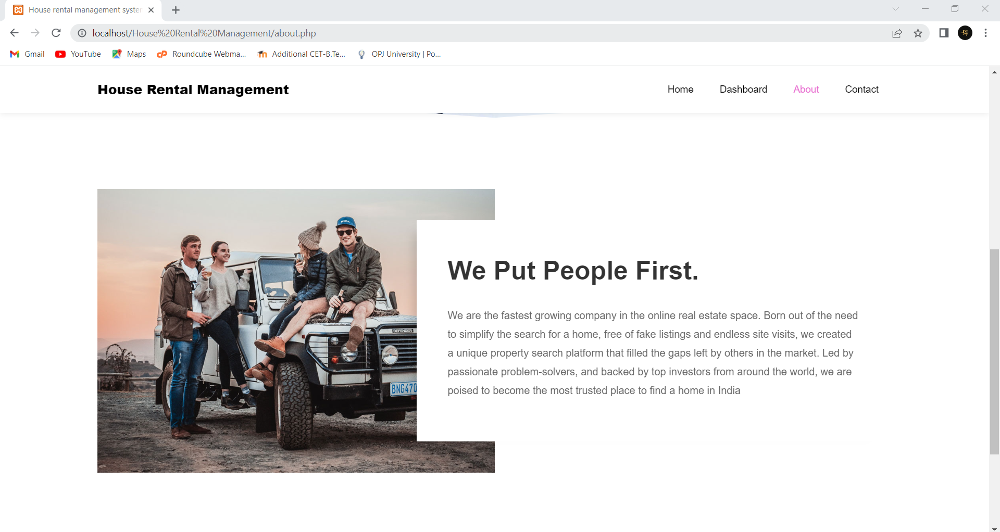 House rental management syste
localhost/House%20Rental%20Management/about.php
Gmail YouTube Maps Roundcube Webma... Additional CET-B.Te... OPJ University | Po...
House Rental Management
Home Dashboard About Contact
RVCA
DEFENDER
BNG470
We Put People First.
We are the fastest growing company in the online real estate space. Born out of the need
to simplify the search for a home, free of fake listings and endless site visits, we created
a unique property search platform that filled the gaps left by others in the market. Led by
passionate problem-solvers, and backed by top investors from around the world, we are
poised to become the most trusted place to find a home in India